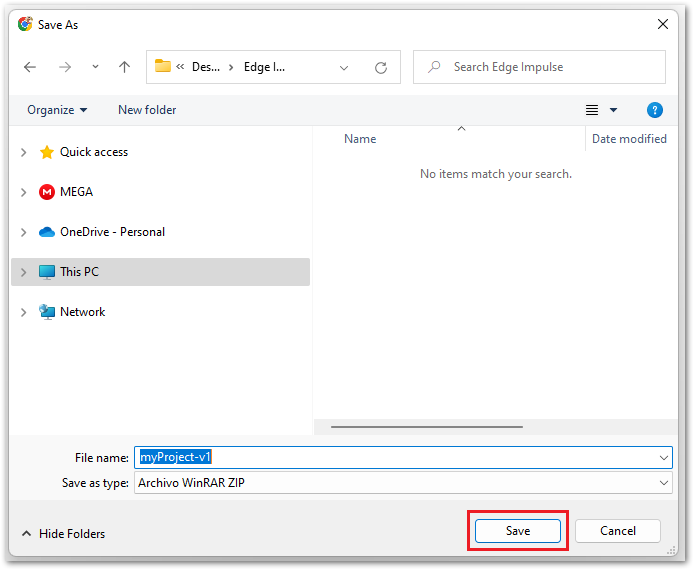 Save As
« Des... > Edge I...
Search Edge Impulse
Organize
New folder
?
Name
Date modified
Quick access
No items match your search.
MEGA
OneDrive - Personal
This PC
Network
File name: myProject-v1
Save as type: Archivo WinRAR ZIP
Hide Folders
Save
Cancel